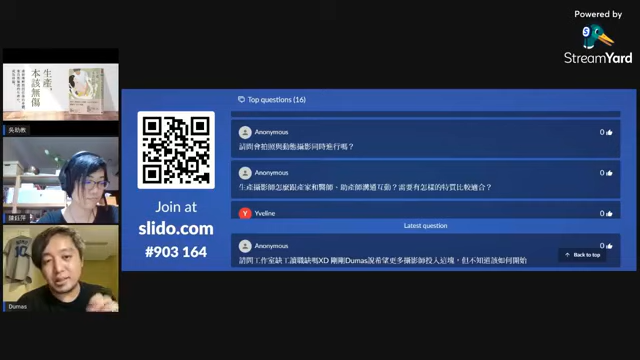 Powered by
StreamYard
生產，
本該無傷
吳助教
Dumas
Top questions (16)
Anonymous
0
請問會拍照與動態攝影同時進行嗎？
Anonymous
0
生產攝影師怎麼跟產家和醫師、助產師溝通互動？需要有怎樣的特質比較適合？
Yveline
0
Latest question
Anonymous
0
請問工作室缺工讀職缺嗎XD 剛剛Dumas說希望更多攝影師投入這塊，但不知道該如何開始
Back to top
Join at
slido.com
#903 164